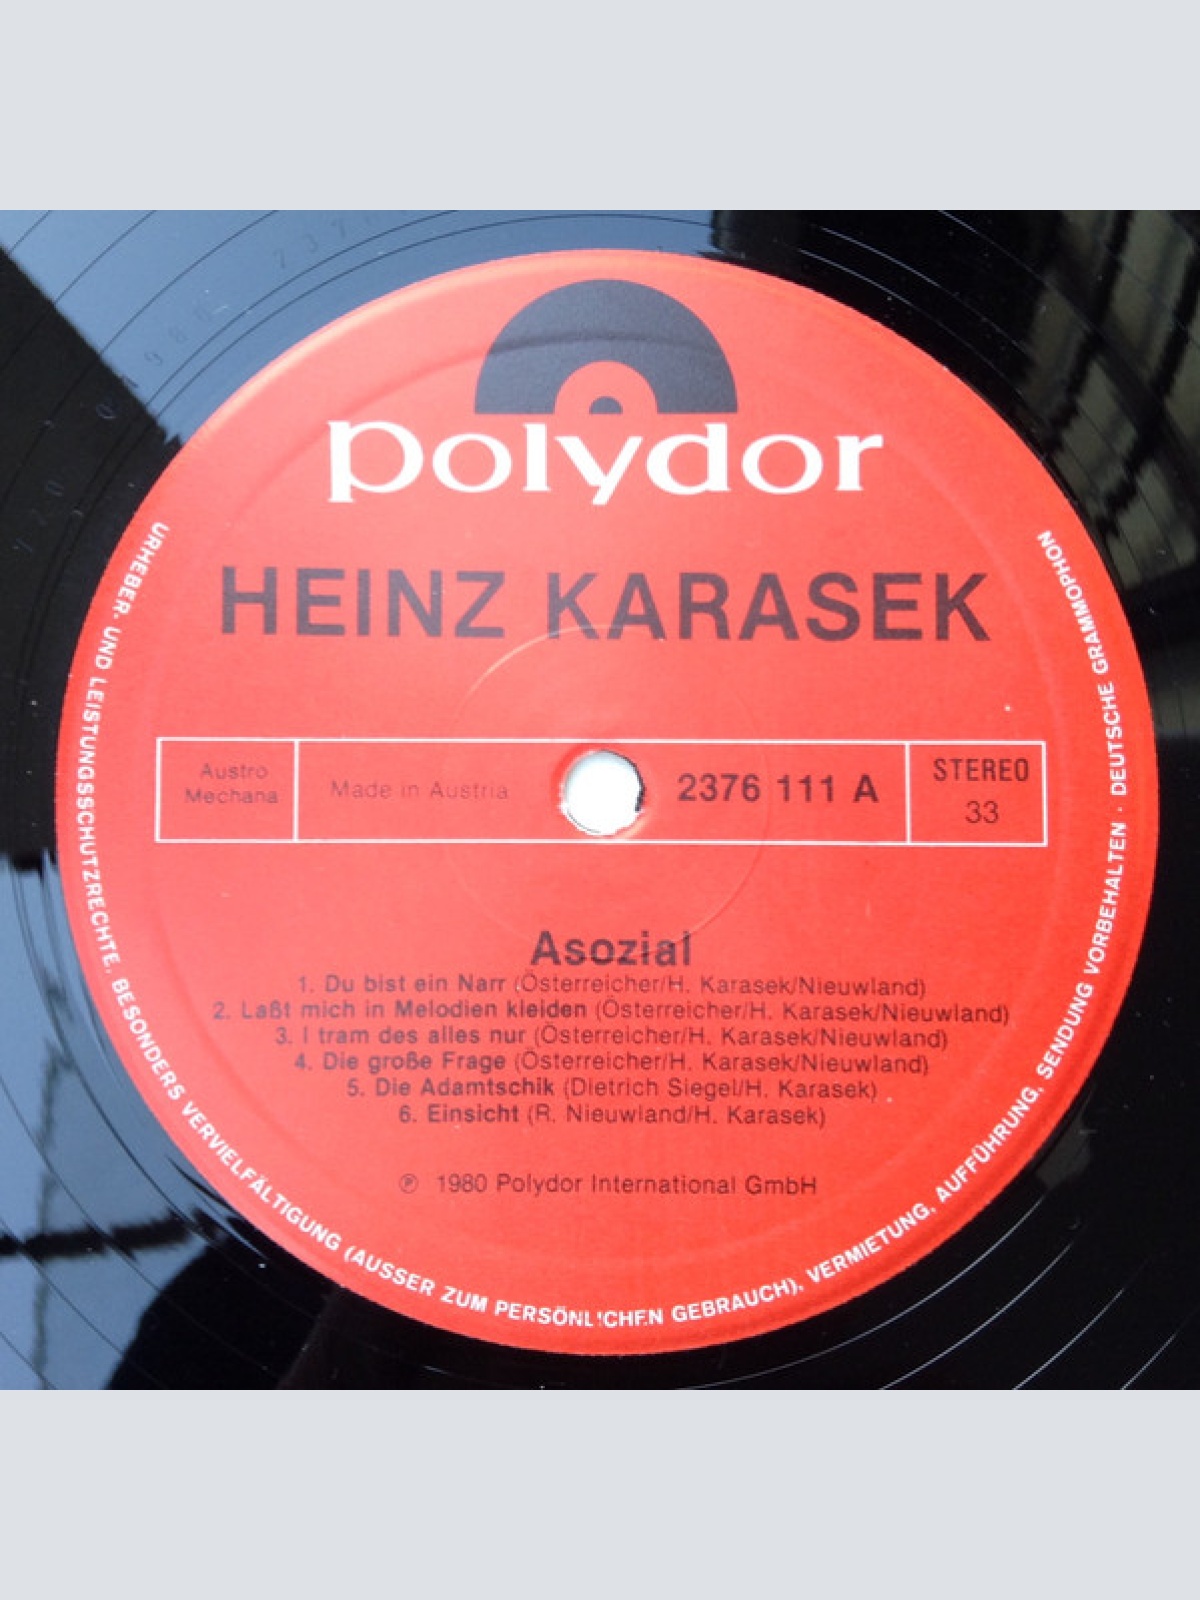 polydor
HEINZ KARASEK
Austro
Mechana
Made in Austria
2376 111 A
STEREO
33
Asozial
1. Du bist ein Narr (Österreicher/H. Karasek/Nieuwland)
2. Laßt mich in Melodien kleiden (Österreicher/H. Karasek/Nieuwland)
3. I tram des alles nur (Österreicher/H. Karasek/Nieuwland)
4. Die große Frage (Österreicher/H. Karasek/Nieuwland)
5. Die Adamtschik (Dietrich Siegel/H. Karasek)
6. Einsicht (R. Nieuwland/H. Karasek)
℗ 1980 Polydor International GmbH
URHEBER- UND LEISTUNGSSCHUTZRECHTE, BESONDERS VERVIELFÄLTIGUNG (AUSSER ZUM PERSÖNLICHEN GEBRAUCH), VERMIETUNG, AUFFÜHRUNG, SENDUNG VORBEHALTEN · DEUTSCHE GRAMMOPHON